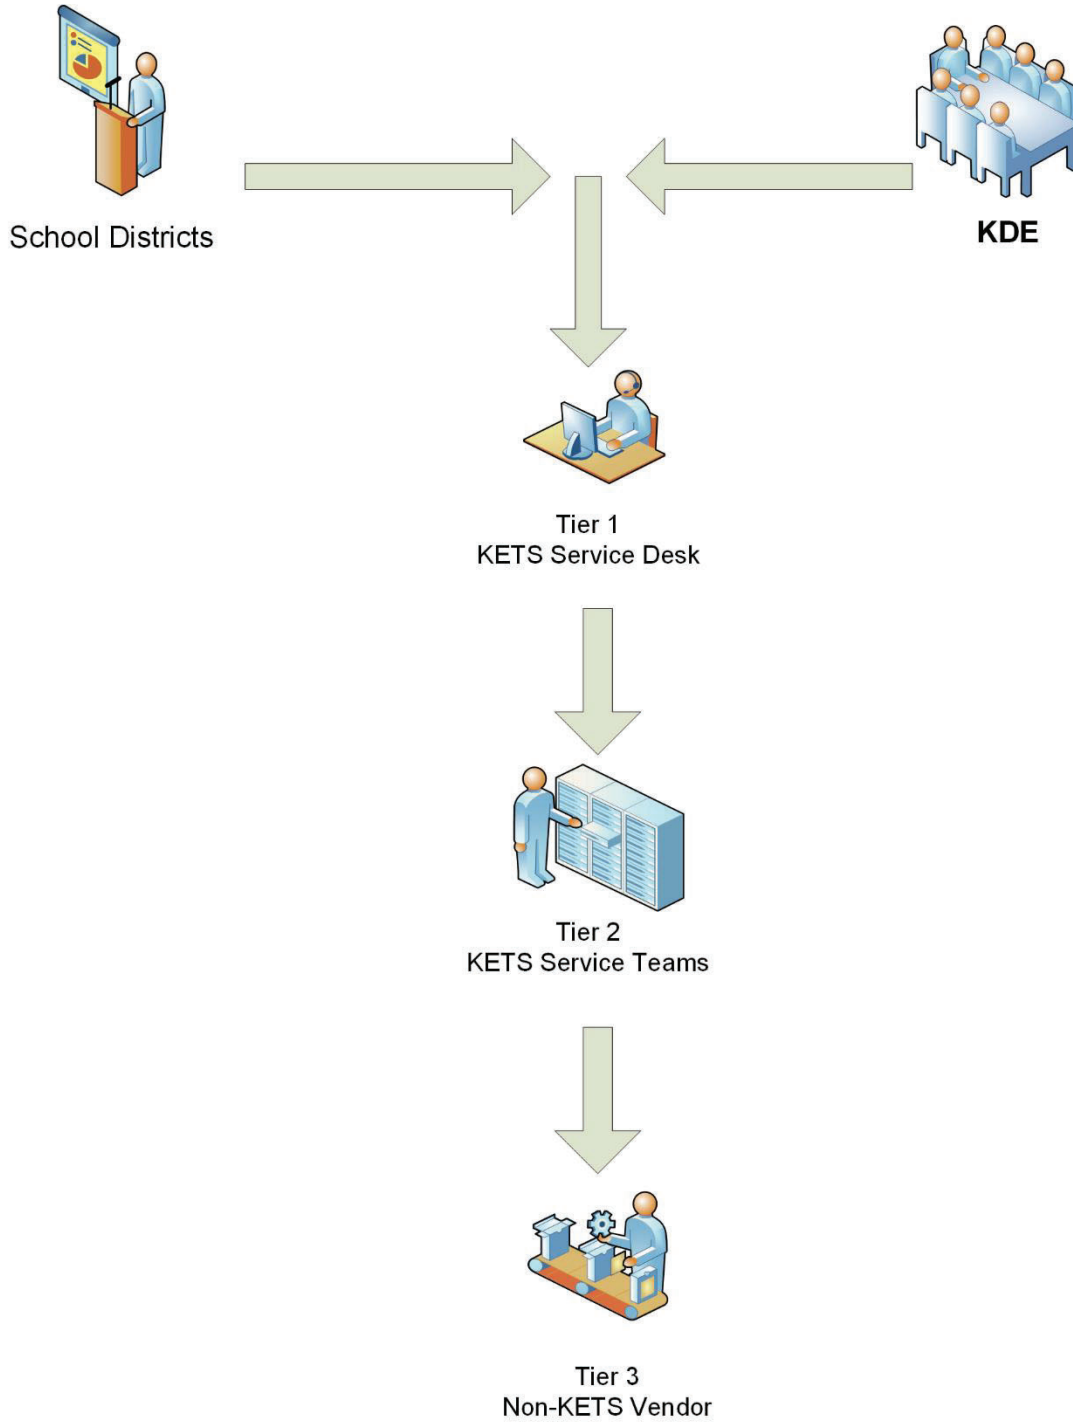 School Districts
KDE
Tier 1
KETS Service Desk
Tier 2
KETS Service Teams
Tier 3
Non-KETS Vendor